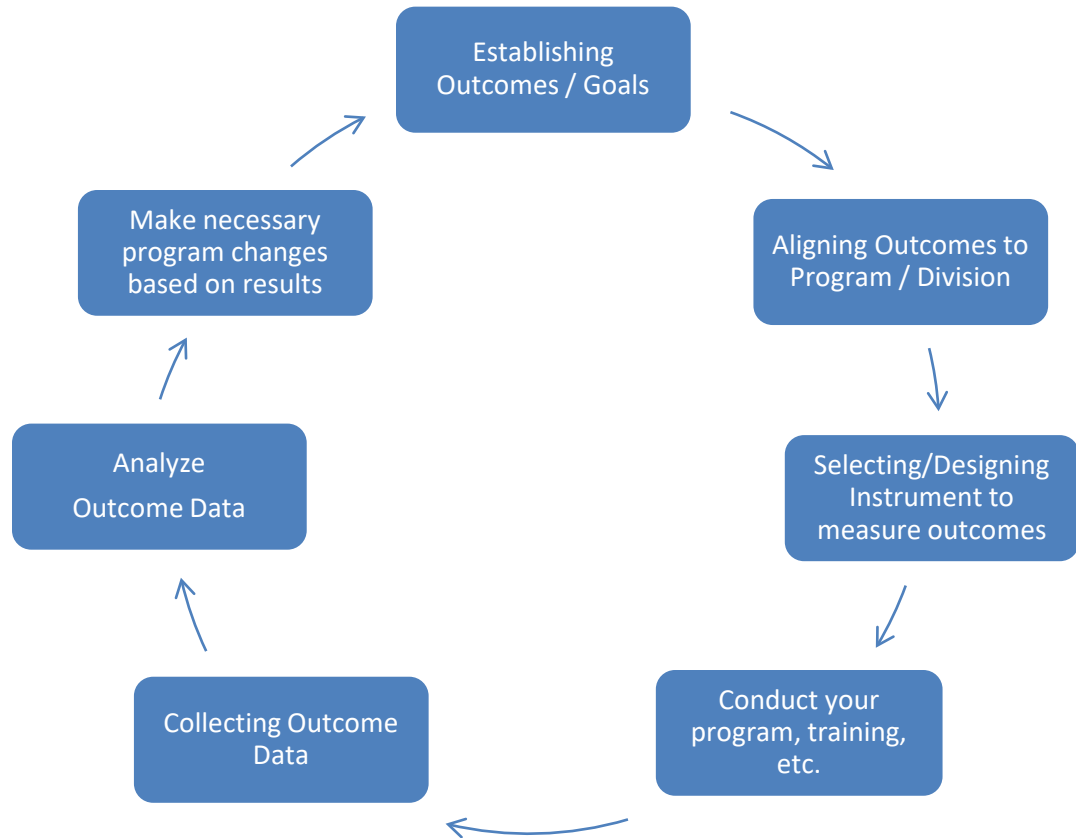 Establishing
Outcomes / Goals
Aligning Outcomes to
Program / Division
Selecting/Designing
Instrument to
measure outcomes
Conduct your
program, training,
etc.
Collecting Outcome
Data
Analyze
Outcome Data
Make necessary
program changes
based on results